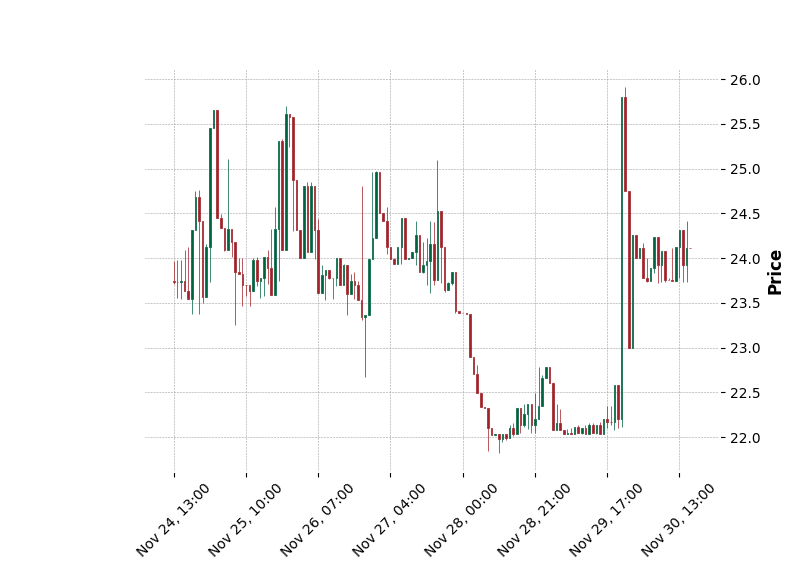 26.0
25.5
25.0
24.5
24.0
23.5
23.0
22.5
22.0
Price
Nov 24, 13:00
Nov 25, 10:00
Nov 26, 07:00
Nov 27, 04:00
Nov 28, 00:00
Nov 28, 21:00
Nov 29, 17:00
Nov 30, 13:00